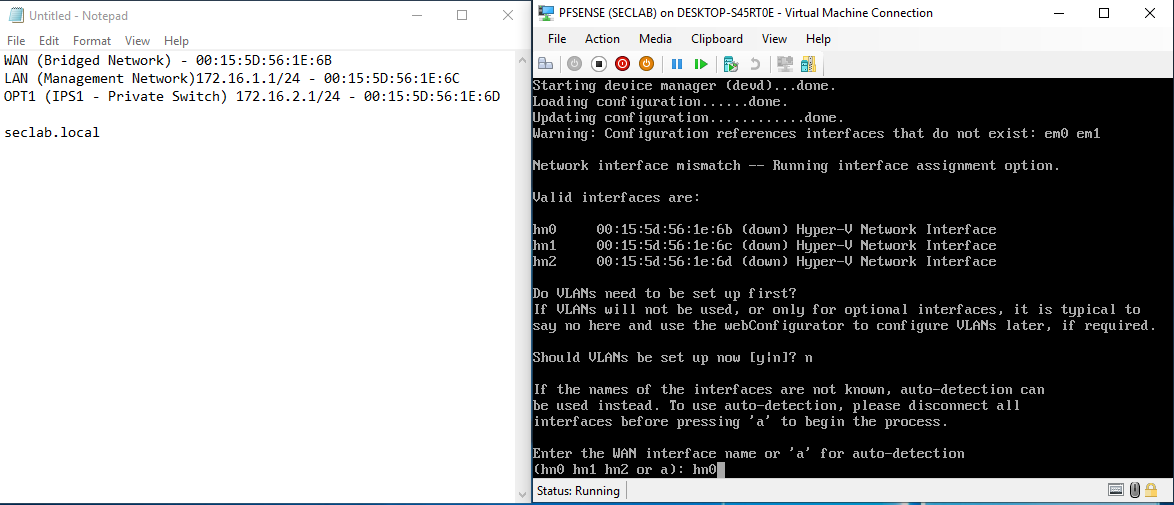 Untitled - Notepad
File Edit Format View Help
WAN (Bridged Network) - 00:15:5D:56:1E:6B
LAN (Management Network)172.16.1.1/24 - 00:15:5D:56:1E:6C
OPT1 (IPS1 - Private Switch) 172.16.2.1/24 - 00:15:5D:56:1E:6D
seclab.local
PFSENSE (SECLAB) on DESKTOP-S45RT0E - Virtual Machine Connection
File Action Media Clipboard View Help
Starting device manager (devd)...done.
Loading configuration......done.
Updating configuration............done.
Warning: Configuration references interfaces that do not exist: em0 em1
Network interface mismatch -- Running interface assignment option.
Valid interfaces are:
hn0 00:15:5d:56:1e:6b (down) Hyper-V Network Interface
hn1 00:15:5d:56:1e:6c (down) Hyper-V Network Interface
hn2 00:15:5d:56:1e:6d (down) Hyper-V Network Interface
Do VLANs need to be set up first?
If VLANs will not be used, or only for optional interfaces, it is typical to
say no here and use the webConfigurator to configure VLANs later, if required.
Should VLANs be set up now [y|n]? n
If the names of the interfaces are not known, auto-detection can
be used instead. To use auto-detection, please disconnect all
interfaces before pressing 'a' to begin the process.
Enter the WAN interface name or 'a' for auto-detection
(hn0 hn1 hn2 or a): hn0
Status: Running